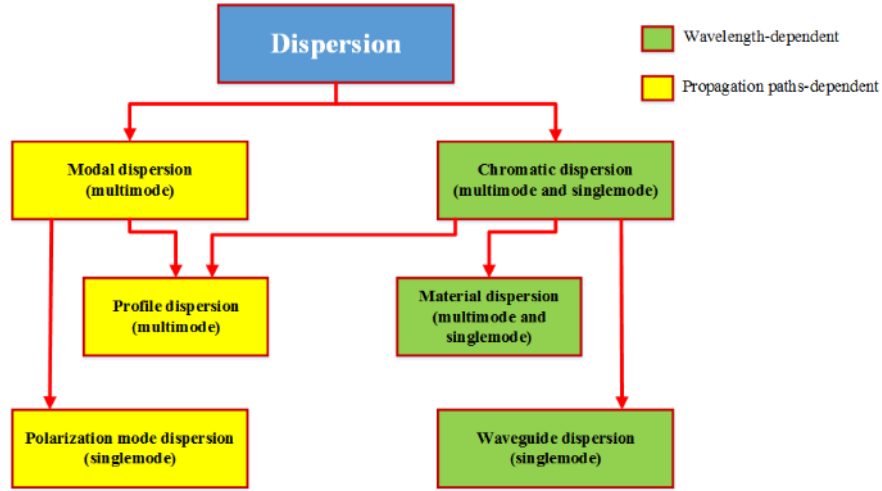 Dispersion
Wavelength-dependent
Propagation paths-dependent
Modal dispersion
(multimode)
Chromatic dispersion
(multimode and singlemode)
Profile dispersion
(multimode)
Material dispersion
(multimode and
singlemode)
Polarization mode dispersion
(singlemode)
Waveguide dispersion
(singlemode)